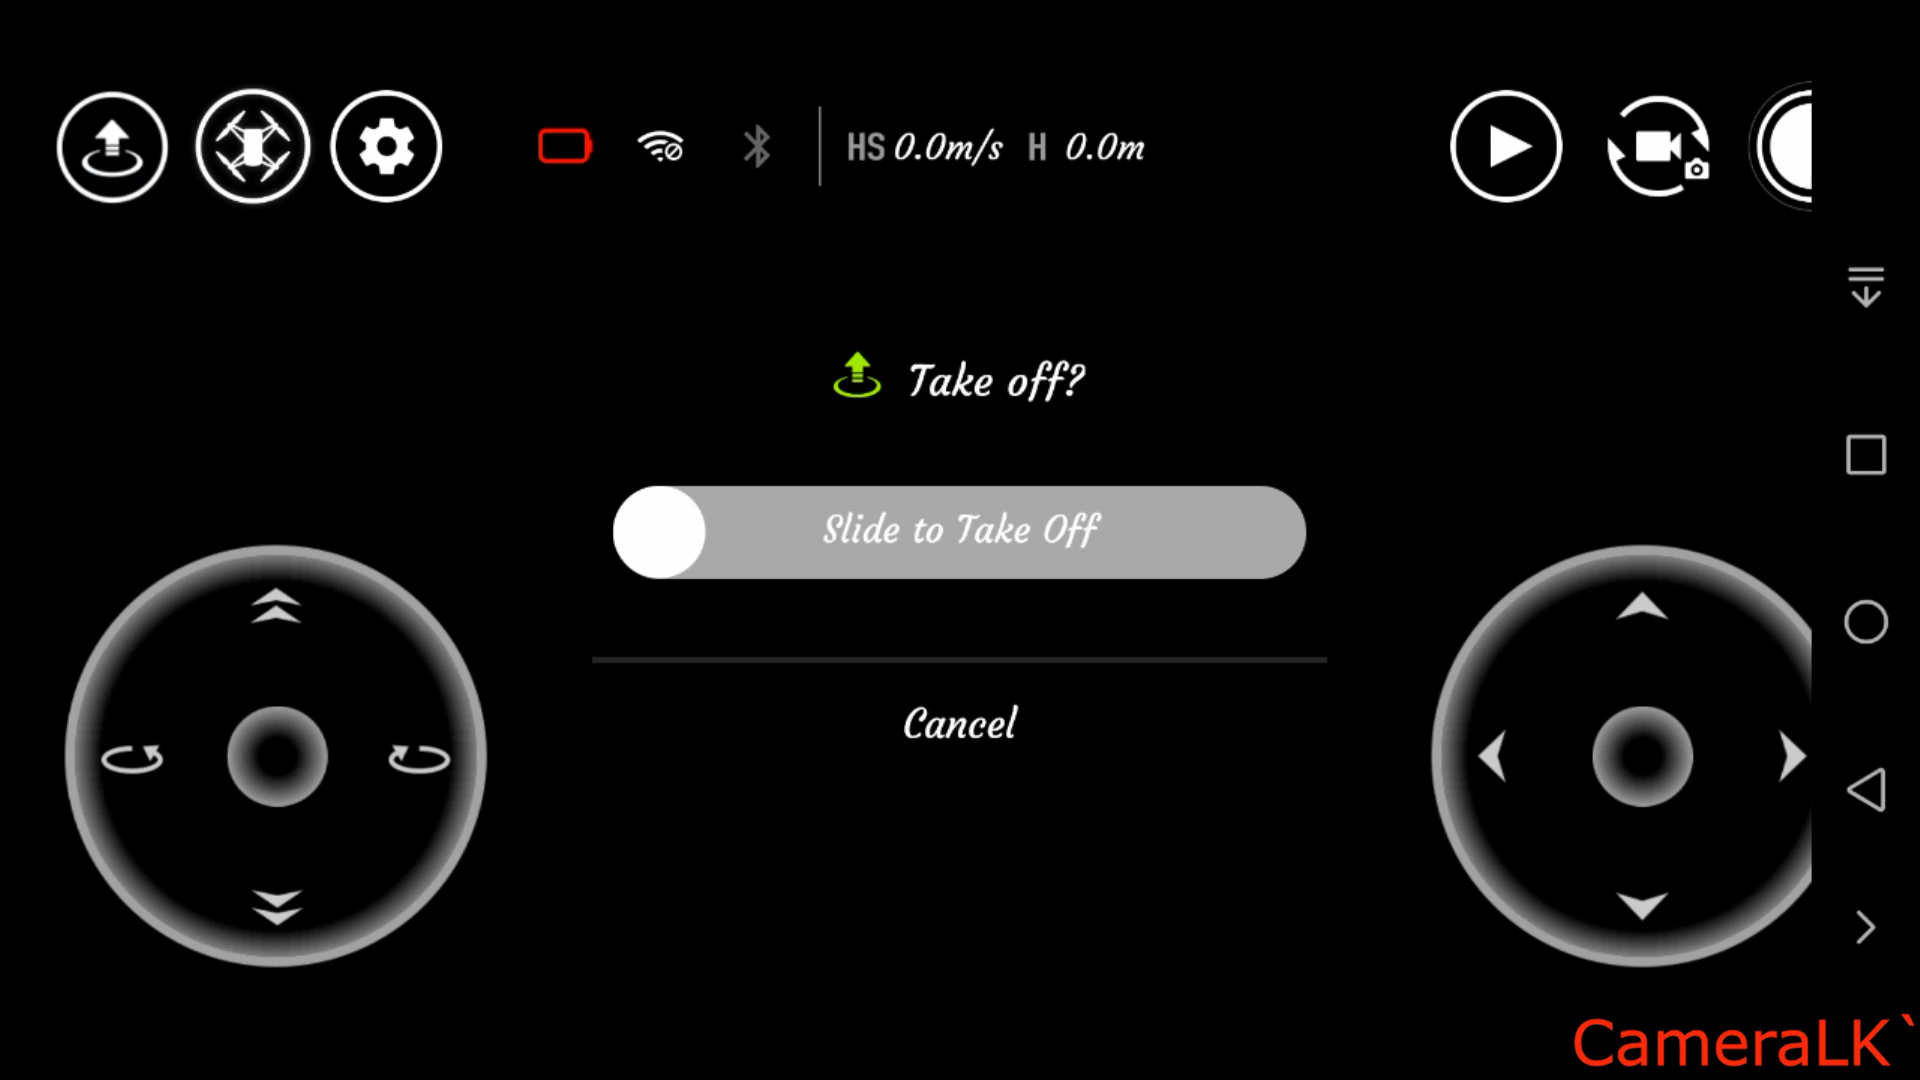 HS 0.0m/s H 0.0m
Take off?
Slide to Take Off
Cancel
CameraLK`